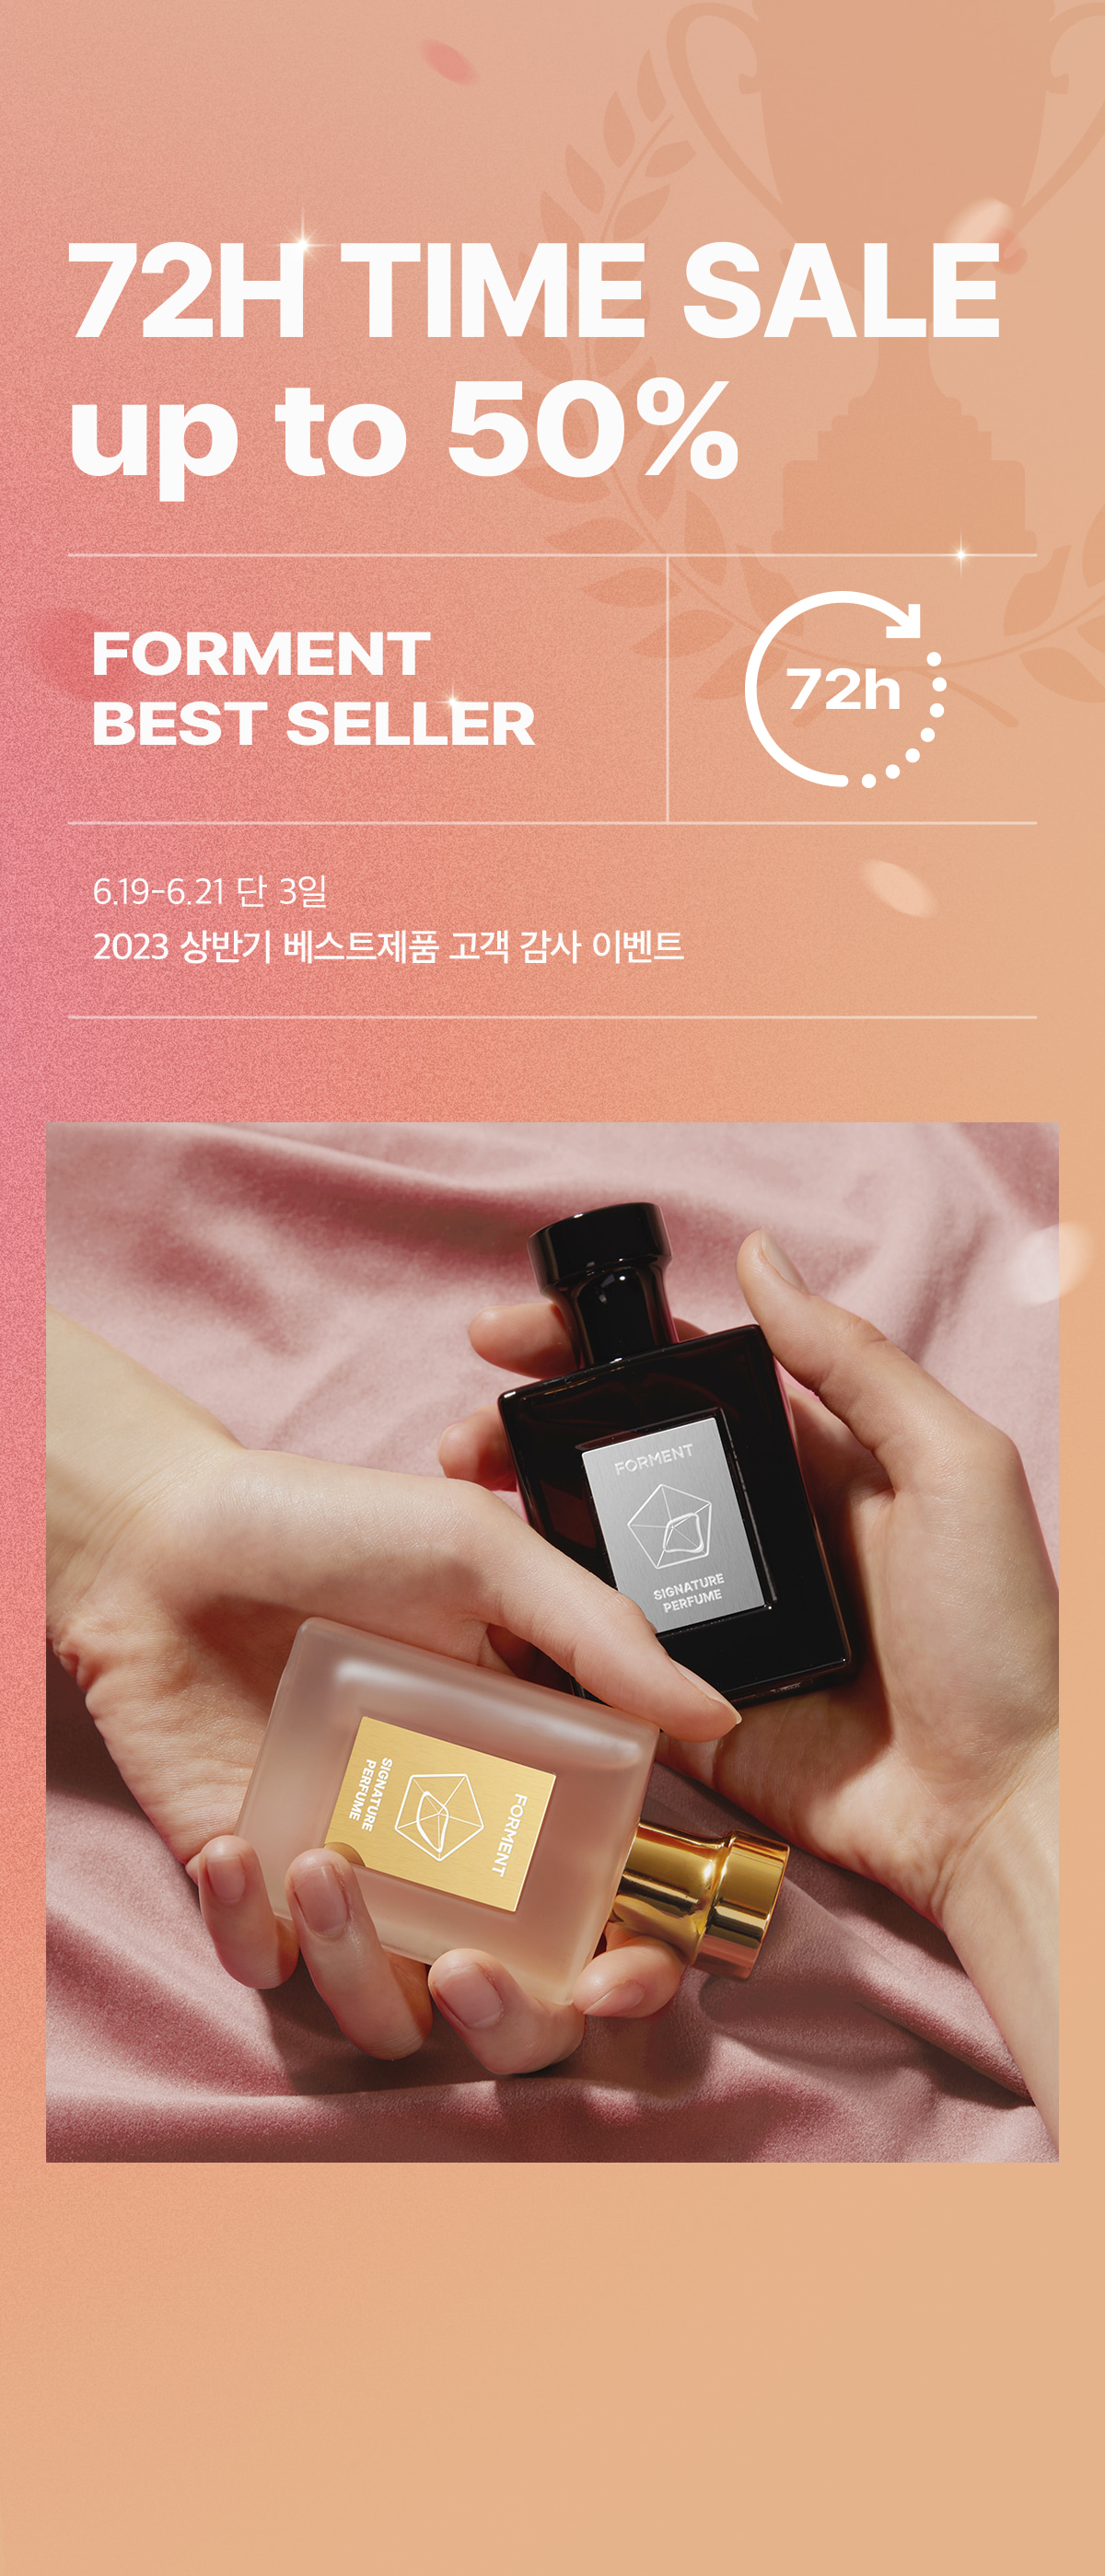 72H TIME SALE
up to 50%
FORMENT
BEST SELLER
72h
6.19-6.21 단 3일
2023 상반기 베스트제품 고객 감사 이벤트
FORMENT
SIGNATURE
PERFUME
FORMENT
SIGNATURE
PERFUME